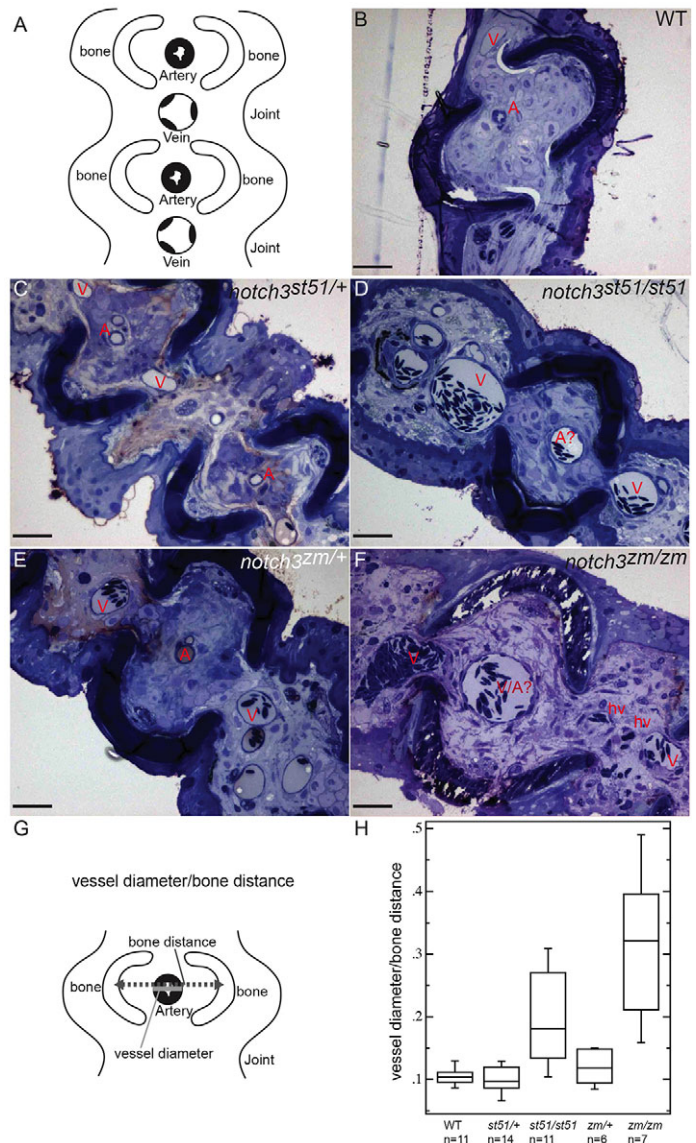 A
bone
bone
Artery
Joint
Vein
bone
bone
Artery
Joint
Vein
B
WT
V
A
C
notch3st51/+
V
A
V
A
D
notch3st51/st51
V
A?
V
E
notch3zm/+
V
A
V
F
notch3zm/zm
V
V/A?
hv
hv
V
G
vessel diameter/bone distance
bone distance
bone
bone
Artery
vessel diameter
Joint
H
vessel diameter/bone distance
.5
.4
.3
.2
.1
WT st51/+ st51/st51 zm/+ zm/zm
n=11 n=14 n=11 n=6 n=7